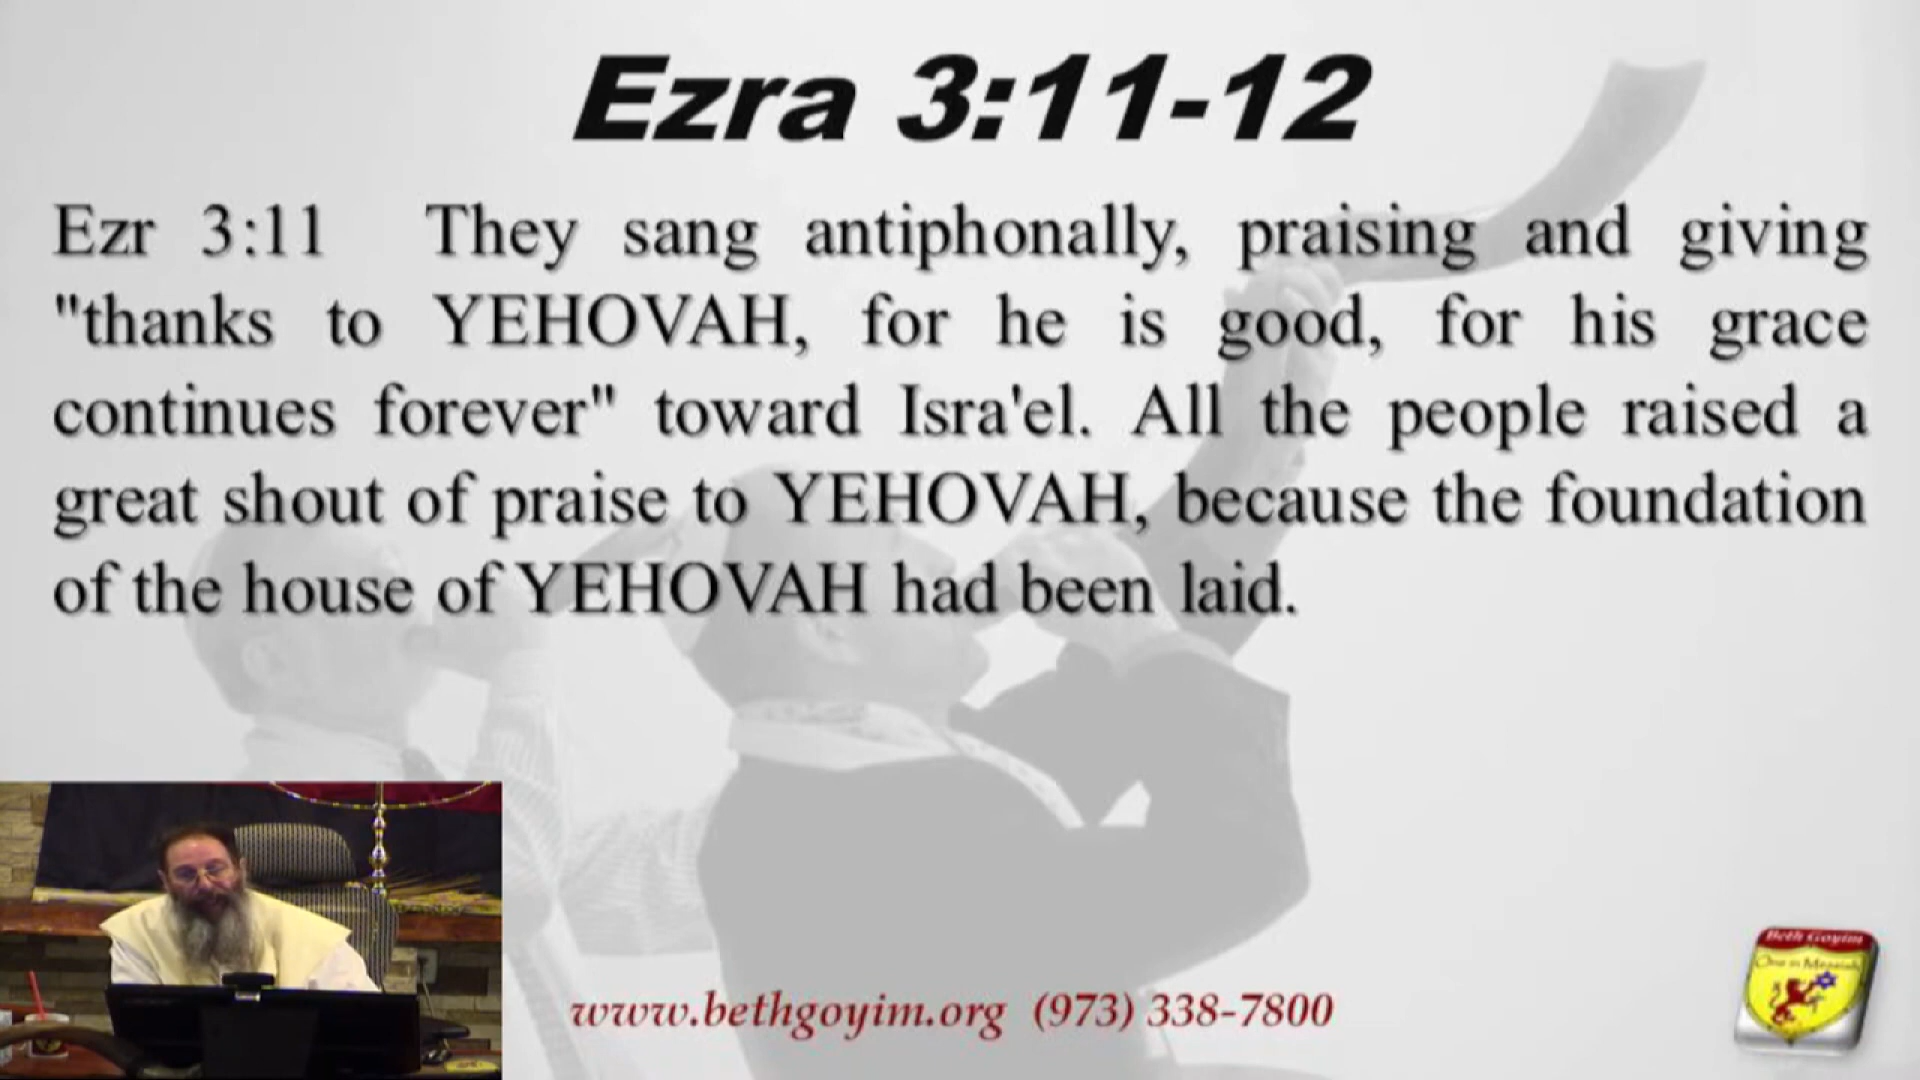 Ezra 3:11-12
Ezr 3:11 They sang antiphonally, praising and giving
"thanks to YEHOVAH, for he is good, for his grace
continues forever" toward Isra'el. All the people raised a
great shout of praise to YEHOVAH, because the foundation
of the house of YEHOVAH had been laid.
www.bethgoyim.org (973) 338-7800
Beth Goyim
One in Messiah